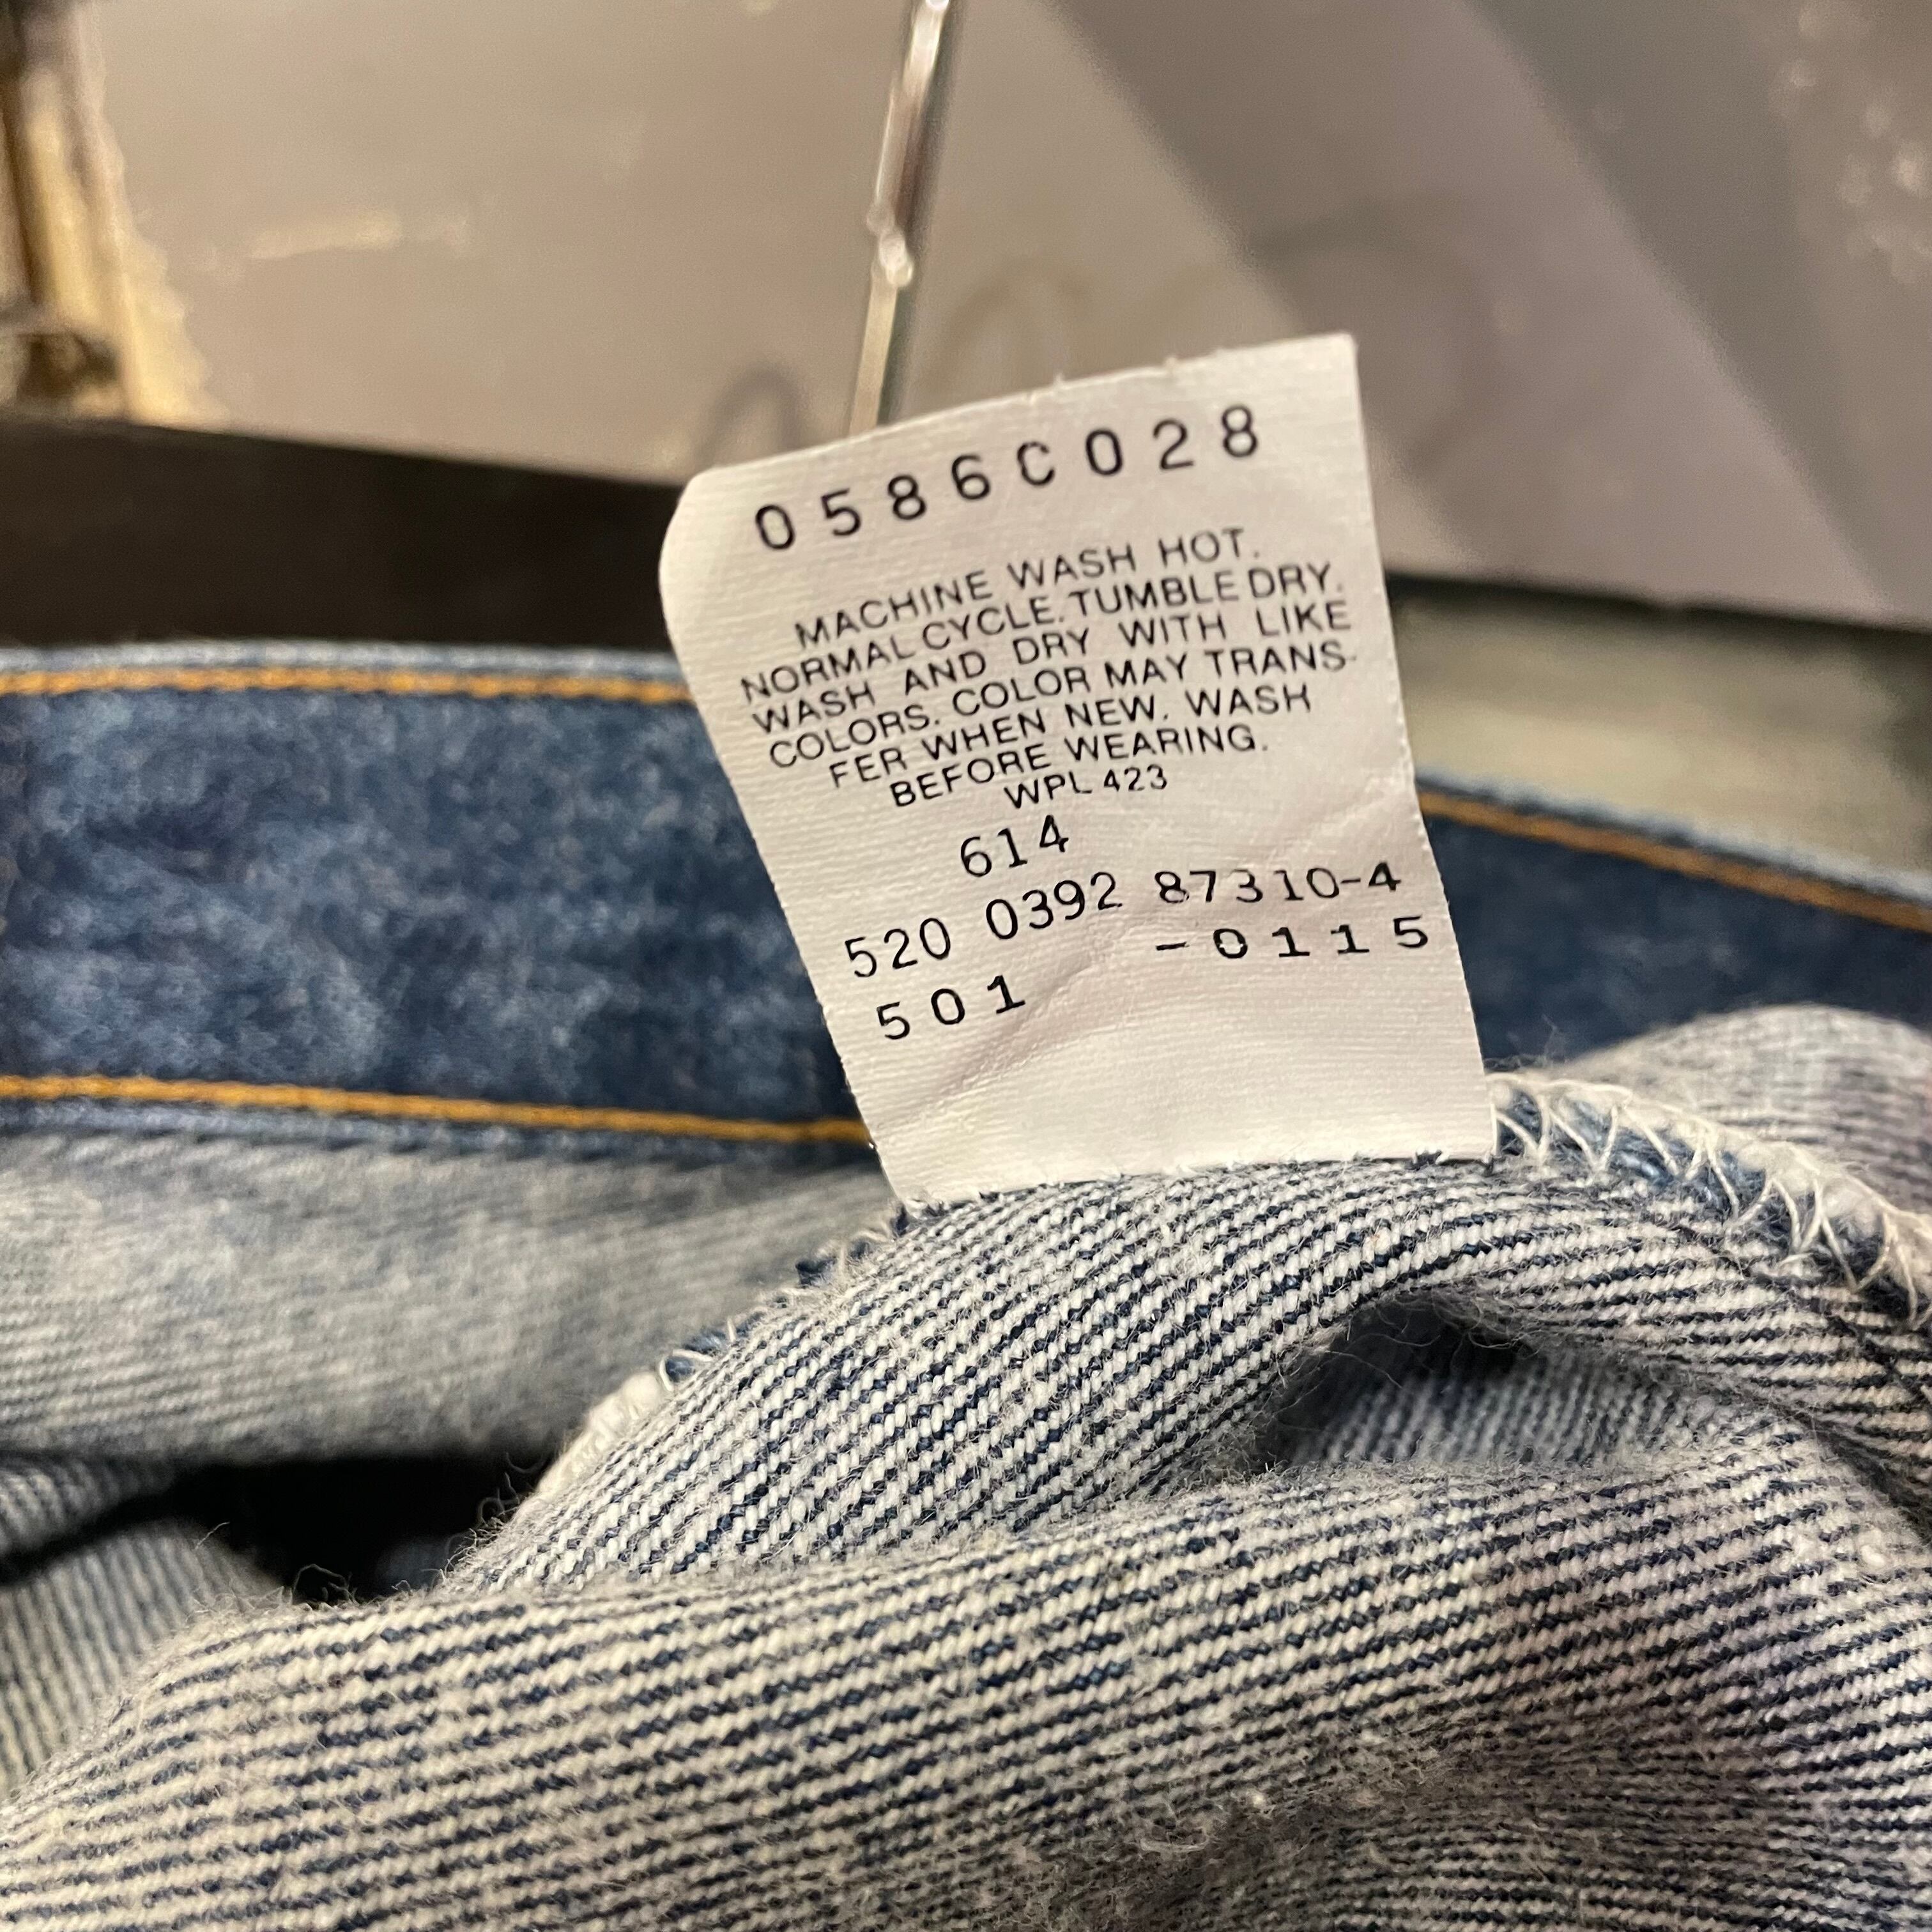 0586C028
MACHINE WASH HOT.
NORMAL CYCLE. TUMBLE DRY.
WASH AND DRY WITH LIKE
COLORS. COLOR MAY TRANS-
FER WHEN NEW. WASH
BEFORE WEARING.
WPL 423
614
520 0392 87310-4
501 -0115